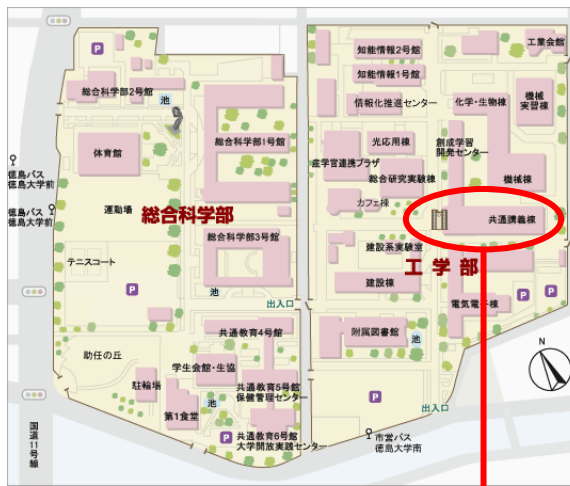 P
工業会館
知能情報2号館
知能情報1号館
総合科学部2号館
池
情報化推進センター
化学・生物棟
機械
実習棟
体育館
総合科学部1号館
光応用棟
創成学習
開発センター
産学官連携プラザ
総合研究実験棟
機械棟
徳島バス
徳島大学前
カフェ棟
徳島バス
徳島大学前
運動場
総合科学部
共通講義棟
総合科学部3号館
建設系実験室
工学部
テニスコート
P
池
建設棟
P
P
出入口
電気電子棟
共通教育4号館
附属図書館
池
助任の丘
学生会館・生協
N
駐輪場
共通教育5号館
保健管理センター
P
池
第1食堂
出入口
国道11号線
P
共通教育6号館
大学開放実践センター
市営バス
徳島大学南